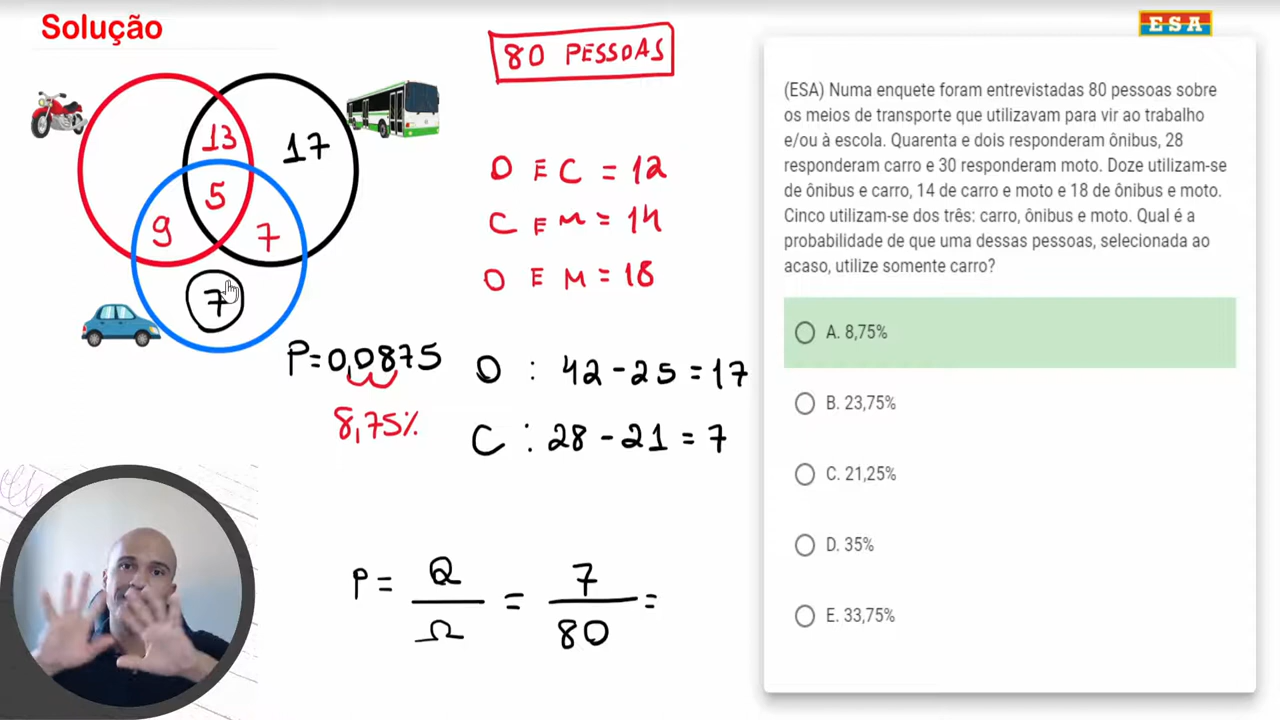 Solução
80 PESSOAS
ESA
13
17
5
9
7
7
O E C = 12
C E M = 14
O E M = 18
P=0,0875
8,75%
O : 42-25=17
C : 28-21=7
P = Q/Ω = 7/80 =
(ESA) Numa enquete foram entrevistadas 80 pessoas sobre
os meios de transporte que utilizavam para vir ao trabalho
e/ou à escola. Quarenta e dois responderam ônibus, 28
responderam carro e 30 responderam moto. Doze utilizam-se
de ônibus e carro, 14 de carro e moto e 18 de ônibus e moto.
Cinco utilizam-se dos três: carro, ônibus e moto. Qual é a
probabilidade de que uma dessas pessoas, selecionada ao
acaso, utilize somente carro?
A. 8,75%
B. 23,75%
C. 21,25%
D. 35%
E. 33,75%